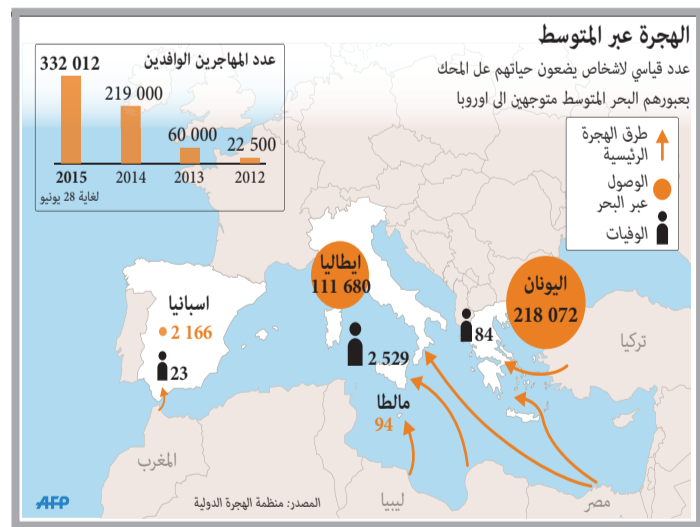 الهجرة عبر المتوسط
عدد قياسي لاشخاص يضعون حياتهم عل المحك
بعبورهم البحر المتوسط متوجهين الى اوروبا
طرق الهجرة
الرئيسية
الوصول
عبر البحر
الوفيات
عدد المهاجرين الوافدين
332 012
219 000
60 000
22 500
2015
2014
2013
2012
لغاية 28 يونيو
ايطاليا
111 680
2 529
اليونان
218 072
84
اسبانيا
2 166
23
مالطا
94
تركيا
المغرب
ليبيا
مصر
المصدر: منظمة الهجرة الدولية
AFP